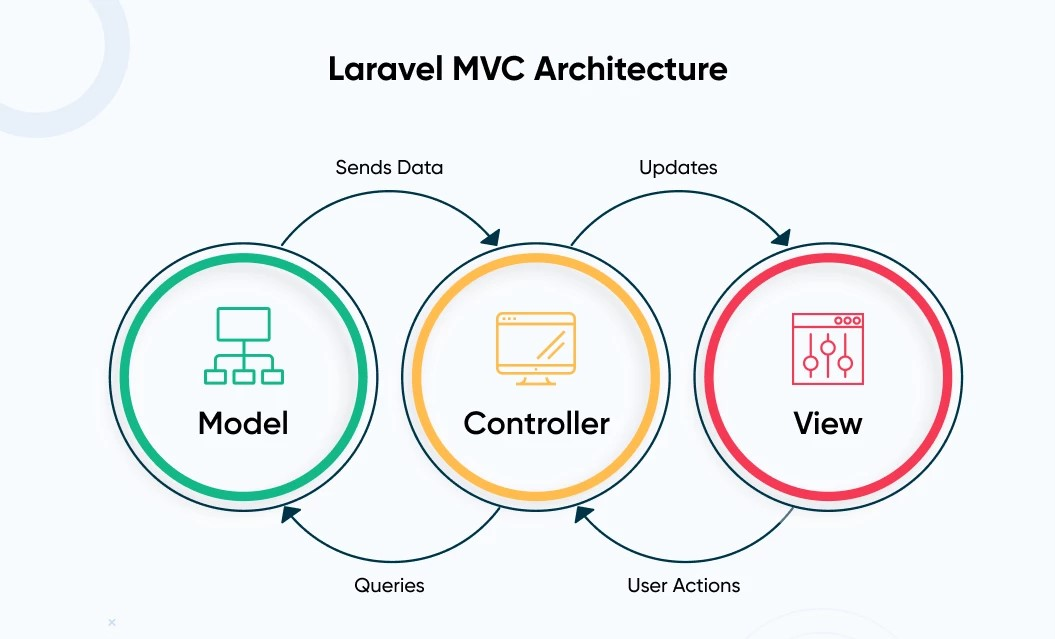 Laravel MVC Architecture
Sends Data
Updates
Model
Controller
View
Queries
User Actions